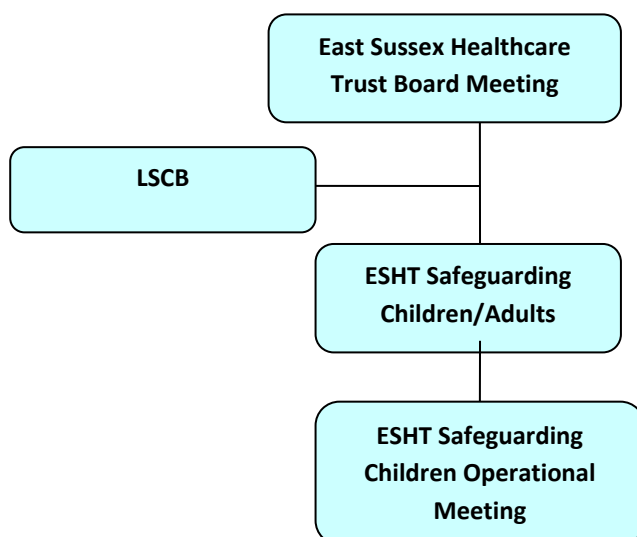 East Sussex Healthcare
Trust Board Meeting
LSCB
ESHT Safeguarding
Children/Adults
ESHT Safeguarding
Children Operational
Meeting